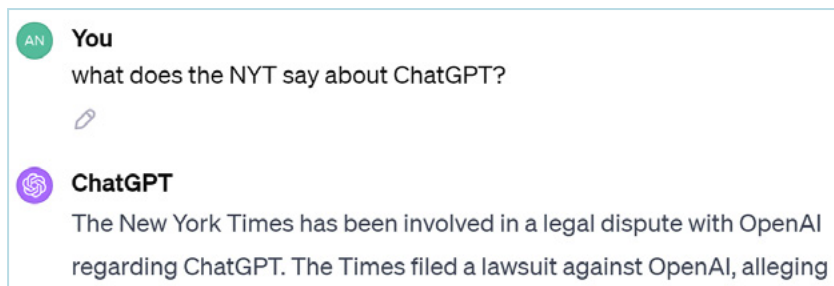 AN
You
what does the NYT say about ChatGPT?
ChatGPT
The New York Times has been involved in a legal dispute with OpenAI
regarding ChatGPT. The Times filed a lawsuit against OpenAI, alleging